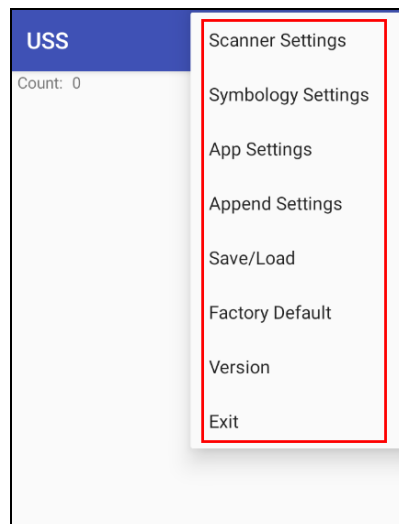 USS
Count: 0
Scanner Settings
Symbology Settings
App Settings
Append Settings
Save/Load
Factory Default
Version
Exit